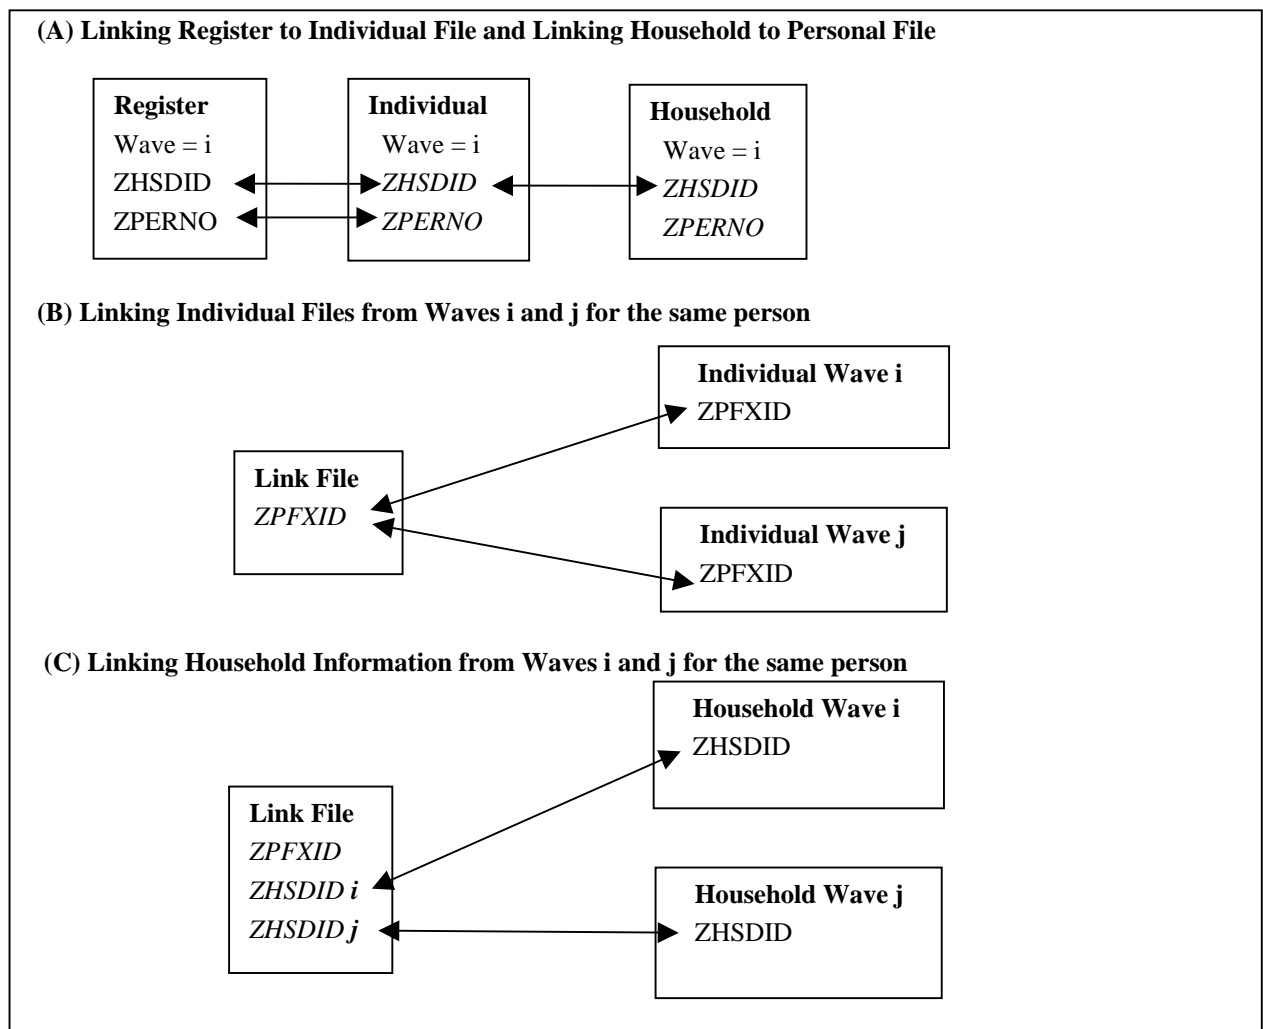 (A) Linking Register to Individual File and Linking Household to Personal File
Register
Wave = i
ZHSDID
ZPERNO
Individual
Wave = i
ZHSDID
ZPERNO
Household
Wave = i
ZHSDID
ZPERNO
(B) Linking Individual Files from Waves i and j for the same person
Individual Wave i
ZPFXID
Link File
ZPFXID
Individual Wave j
ZPFXID
(C) Linking Household Information from Waves i and j for the same person
Household Wave i
ZHSDID
Link File
ZPFXID
ZHSDID i
ZHSDID j
Household Wave j
ZHSDID